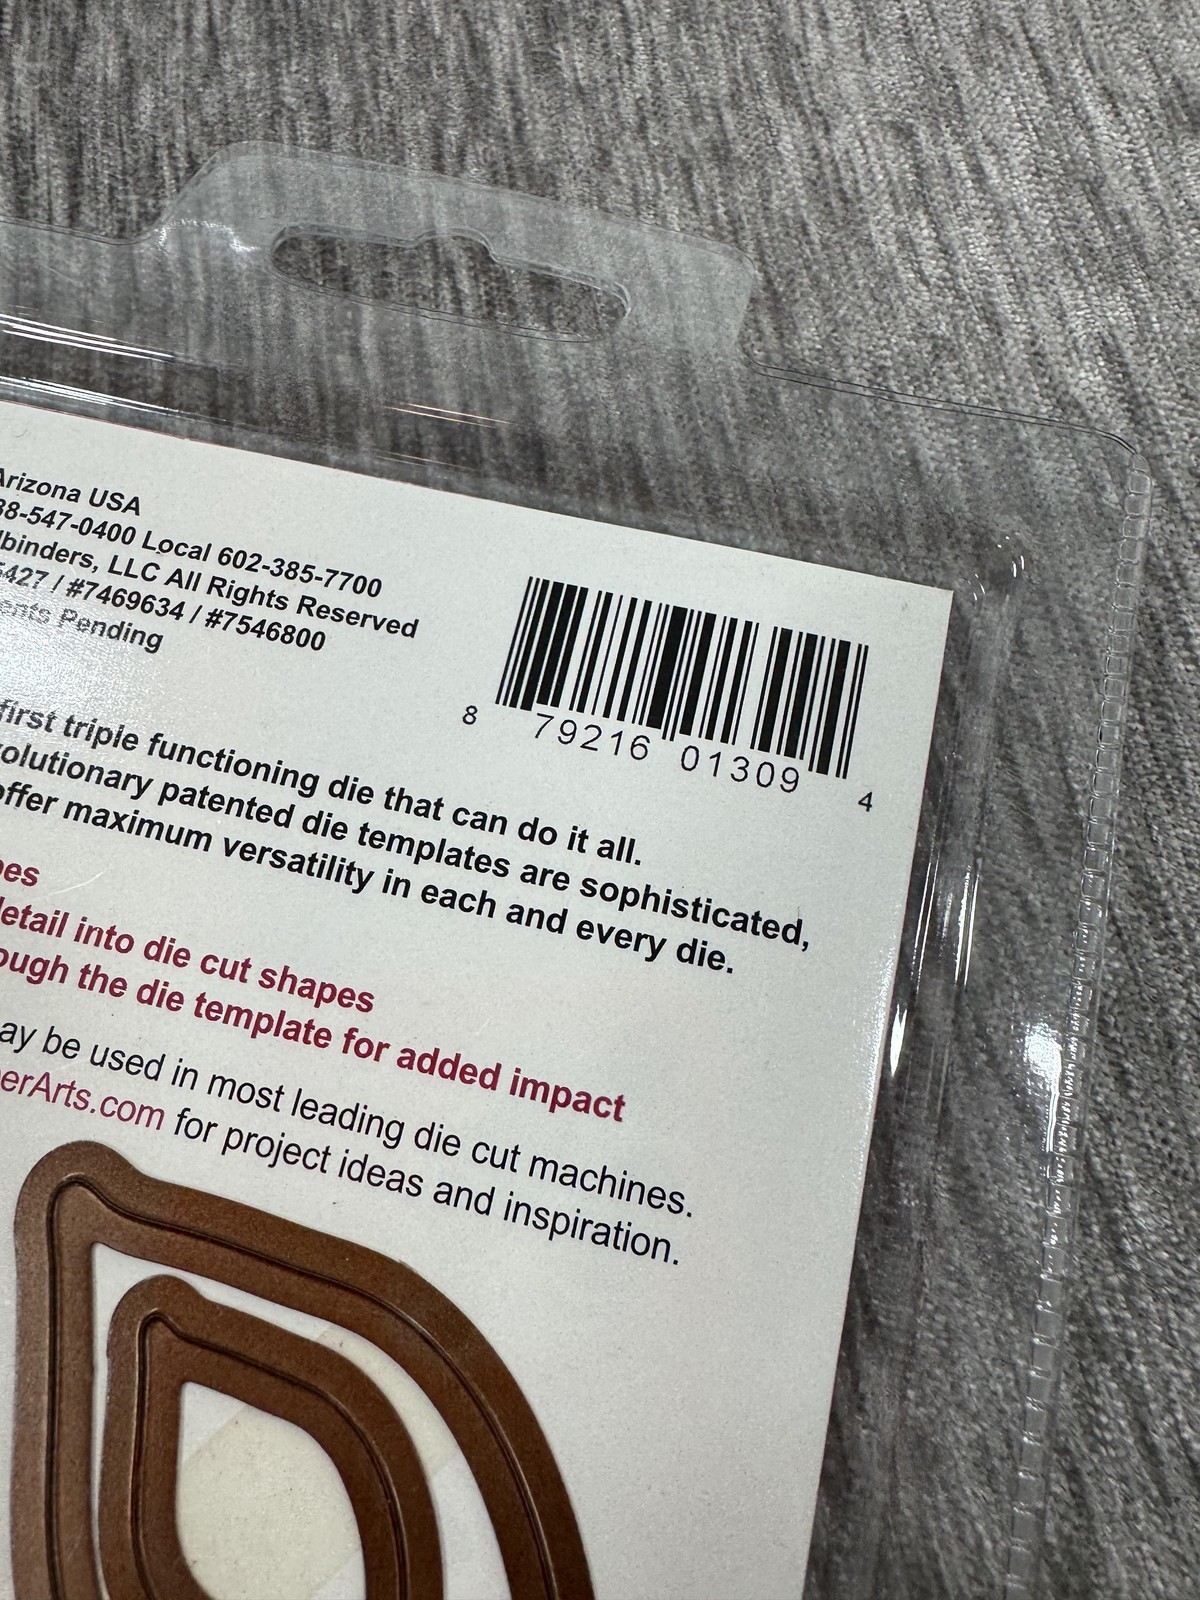 Arizona USA
88-547-0400 Local 602-385-7700
lbinders, LLC All Rights Reserved
5427 / #7469634 / #7546800
ents Pending
8 79216 01309 4
first triple functioning die that can do it all.
volutionary patented die templates are sophisticated,
offer maximum versatility in each and every die.
pes
detail into die cut shapes
ough the die template for added impact
ay be used in most leading die cut machines.
perArts.com for project ideas and inspiration.